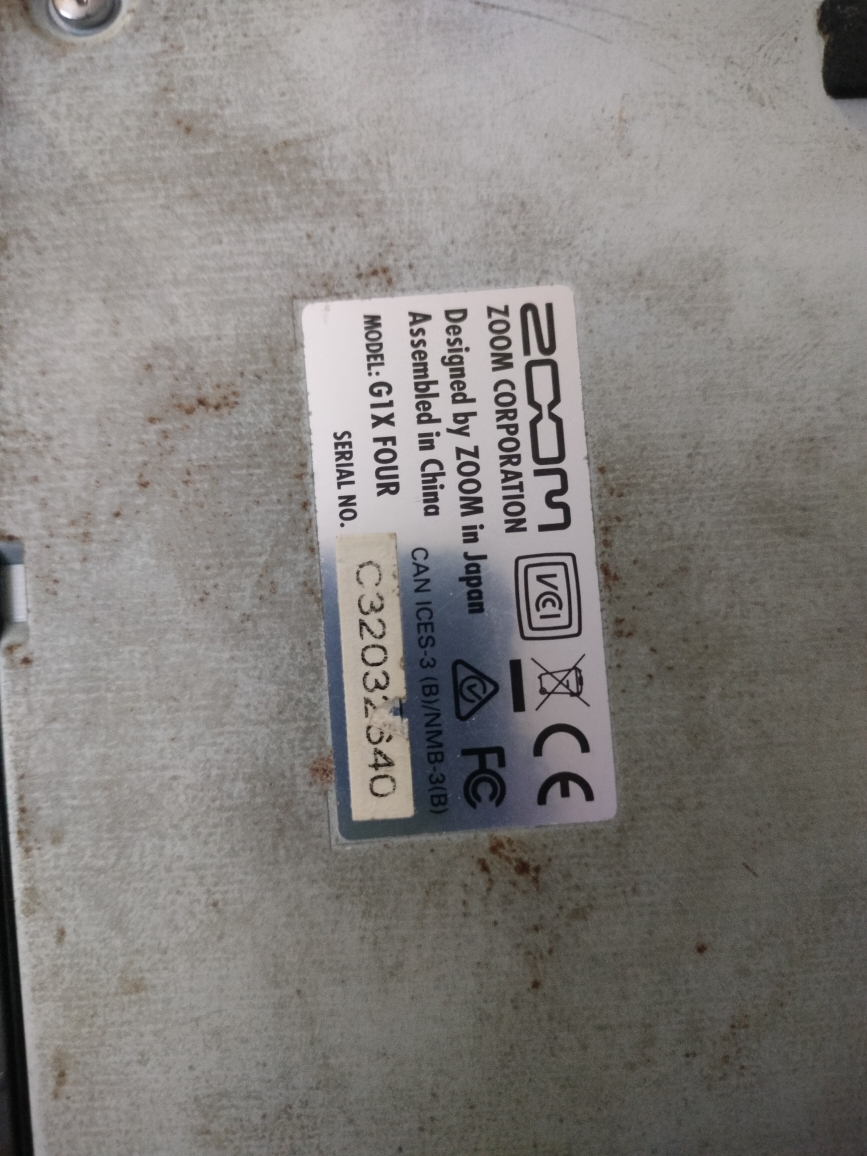 ZOOM
ZOOM CORPORATION
VCI
CE
Designed by ZOOM in Japan
Assembled in China
FC
CAN ICES-3 (B)/NMB-3(B)
MODEL: G1X FOUR
SERIAL NO.